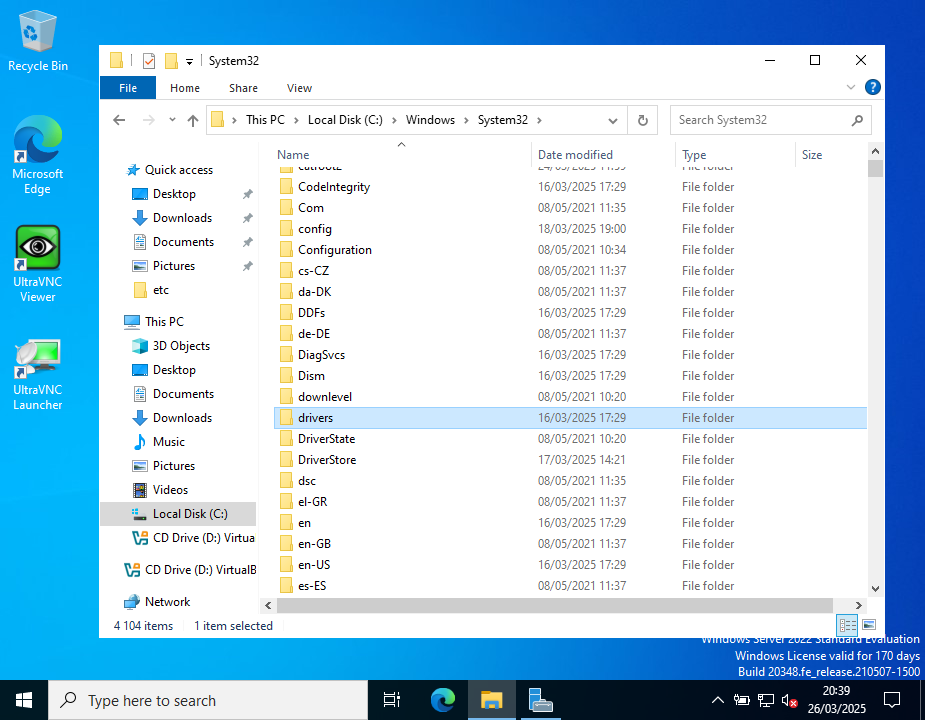 Recycle Bin
Microsoft
Edge
UltraVNC
Viewer
UltraVNC
Launcher
System32
File Home Share View
This PC Local Disk (C:) Windows System32
Search System32
Quick access
Desktop
Downloads
Documents
Pictures
etc
This PC
3D Objects
Desktop
Documents
Downloads
Music
Pictures
Videos
Local Disk (C:)
CD Drive (D:) Virtua
CD Drive (D:) VirtualB
Network
Name Date modified Type Size
catroot2 24/03/2025 11:55 File folder
CodeIntegrity 16/03/2025 17:29 File folder
Com 08/05/2021 11:35 File folder
config 18/03/2025 19:00 File folder
Configuration 08/05/2021 10:34 File folder
cs-CZ 08/05/2021 11:37 File folder
da-DK 08/05/2021 11:37 File folder
DDFs 16/03/2025 17:29 File folder
de-DE 08/05/2021 11:37 File folder
DiagSvcs 16/03/2025 17:29 File folder
Dism 16/03/2025 17:29 File folder
downlevel 08/05/2021 10:20 File folder
drivers 16/03/2025 17:29 File folder
DriverState 08/05/2021 10:20 File folder
DriverStore 17/03/2025 14:21 File folder
dsc 08/05/2021 11:35 File folder
el-GR 08/05/2021 11:37 File folder
en 16/03/2025 17:29 File folder
en-GB 08/05/2021 11:37 File folder
en-US 16/03/2025 17:29 File folder
es-ES 08/05/2021 11:37 File folder
4 104 items 1 item selected
Windows Server 2022 Standard Evaluation
Windows License valid for 170 days
Build 20348.fe_release.210507-1500
Type here to search
20:39
26/03/2025